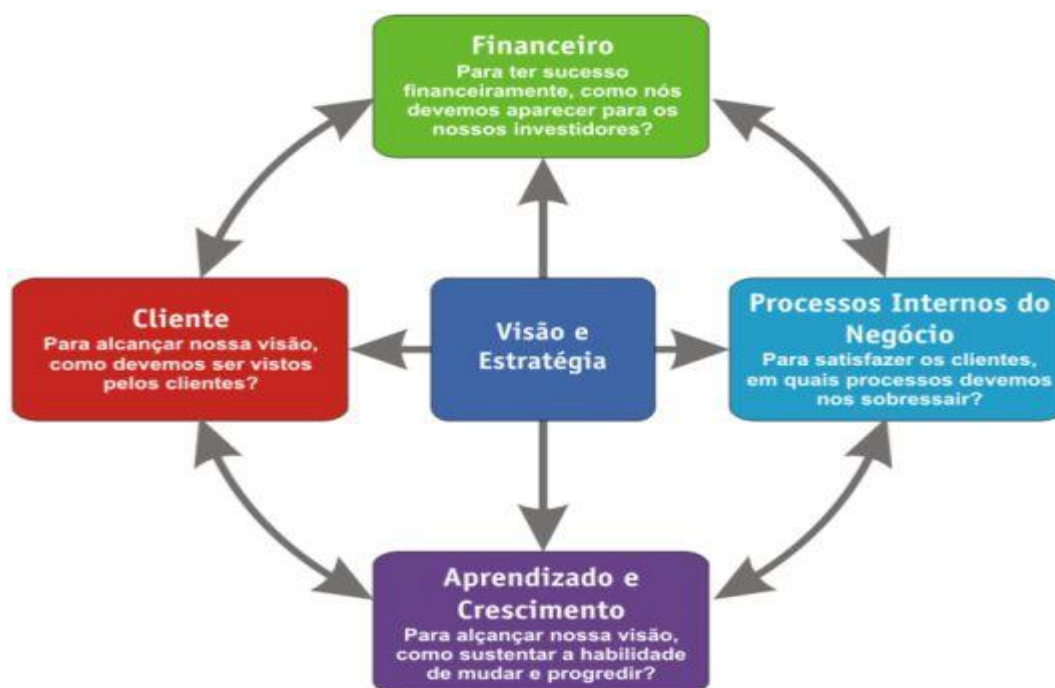 Financeiro
Para ter sucesso
financeiramente, como nós
devemos aparecer para os
nossos investidores?
Cliente
Para alcançar nossa visão,
como devemos ser vistos
pelos clientes?
Visão e
Estratégia
Processos Internos do
Negócio
Para satisfazer os clientes,
em quais processos devemos
nos sobressair?
Aprendizado e
Crescimento
Para alçançar nossa visão,
como sustentar a habilidade
de mudar e progredir?